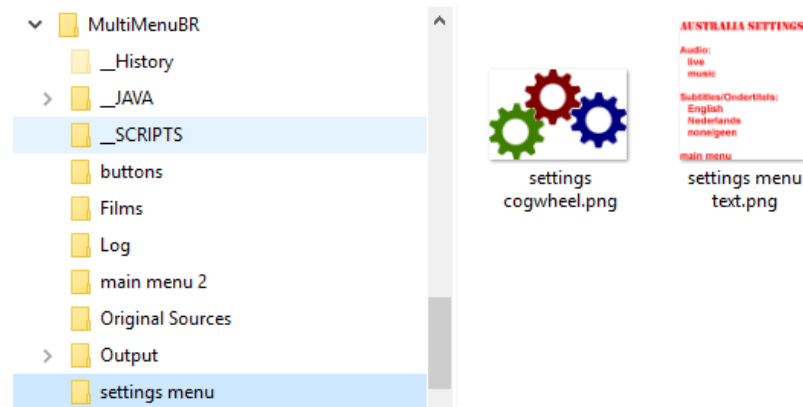 MultiMenuBR
__History
__JAVA
__SCRIPTS
buttons
Films
Log
main menu 2
Original Sources
Output
settings menu
settings
cogwheel.png
AUSTRALIA SETTINGS
Audio:
live
music
Subtitles/Ondertitels:
English
Nederlands
none/geen
main menu
settings menu
text.png